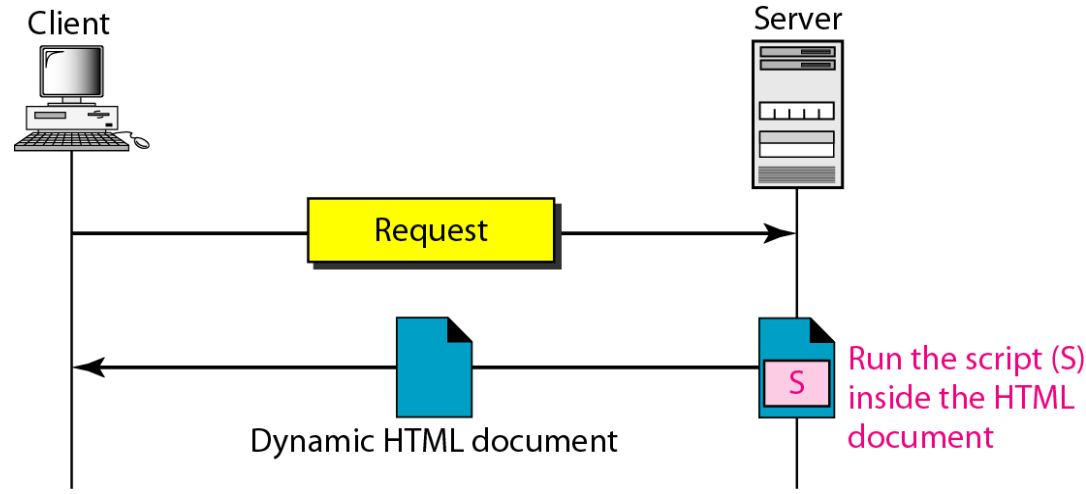 Client
Server
Request
S
Run the script (S)
inside the HTML
document
Dynamic HTML document